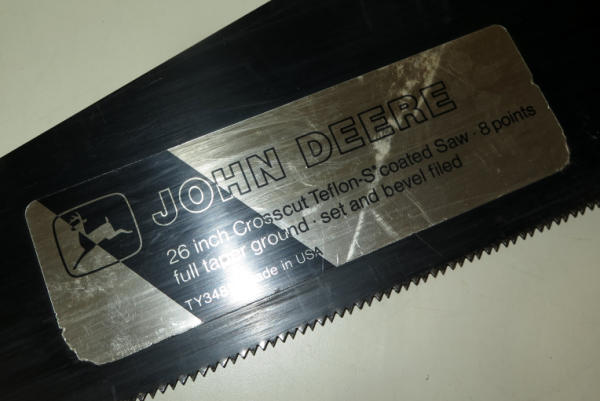 JOHN DEERE
26 inch Crosscut Teflon-S coated Saw · 8 points
full taper ground · set and bevel filed
made in USA